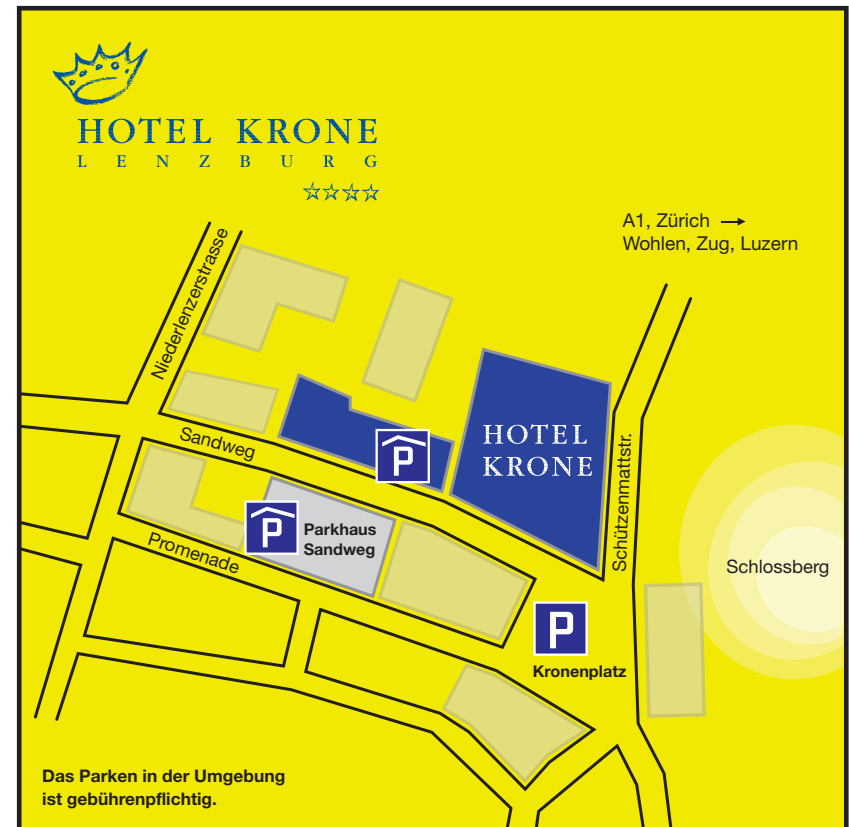 HOTEL KRONE
LENZBURG
A1, Zürich →
Wohlen, Zug, Luzern
Niederlenzerstrasse
HOTEL
KRONE
Sandweg
P
Schützenmattstr.
P
Parkhaus
Sandweg
Promenade
Schlossberg
P
Kronenplatz
Das Parken in der Umgebung
ist gebührenpflichtig.